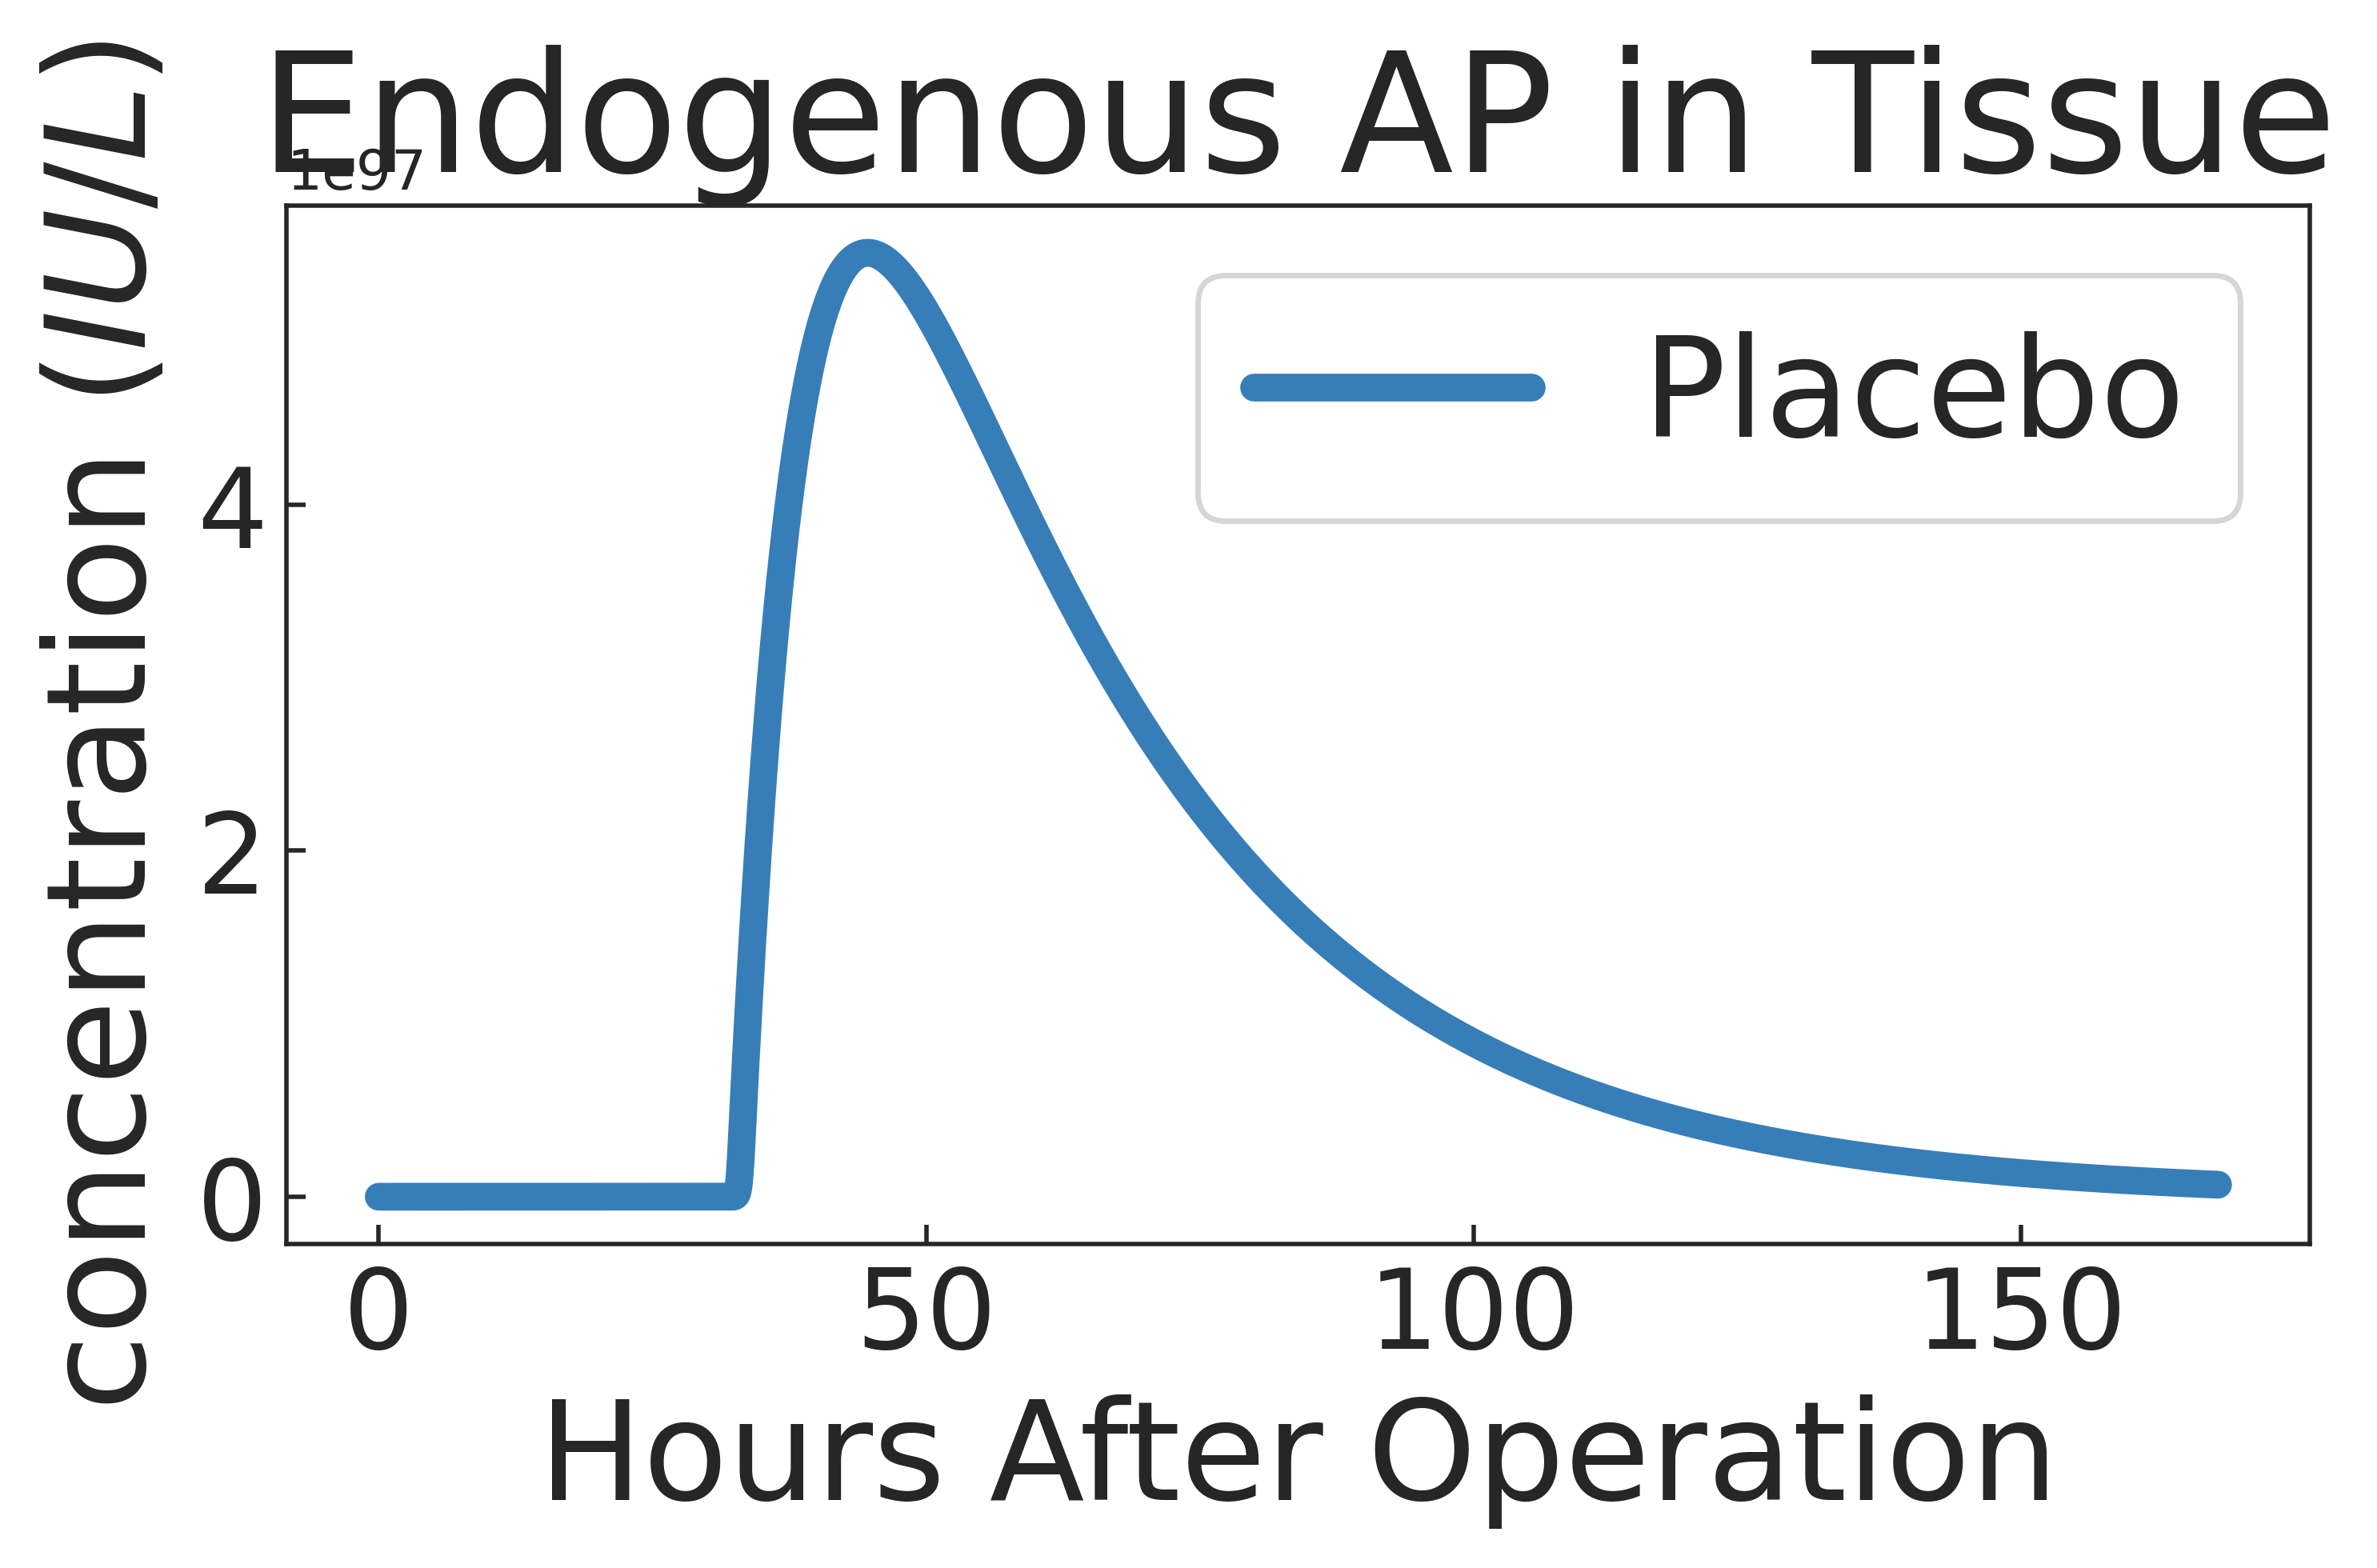 Endogenous AP in Tissue
1e97
concentration (IU/L)
Placebo
4
2
0
0 50 100 150
Hours After Operation